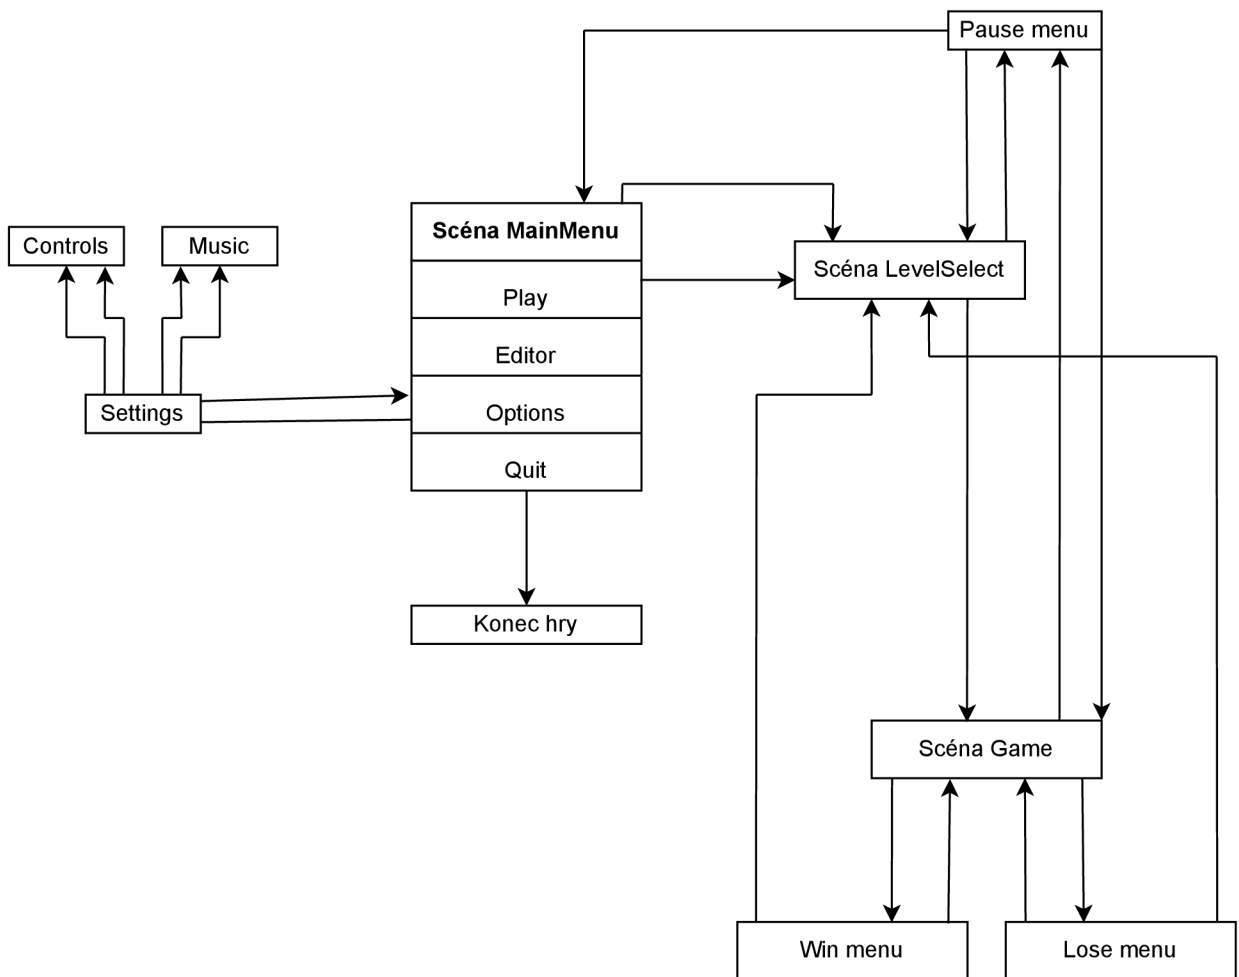 Pause menu
Scéna MainMenu
Controls
Music
Scéna LevelSelect
Play
Editor
Settings
Options
Quit
Konec hry
Scéna Game
Win menu
Lose menu